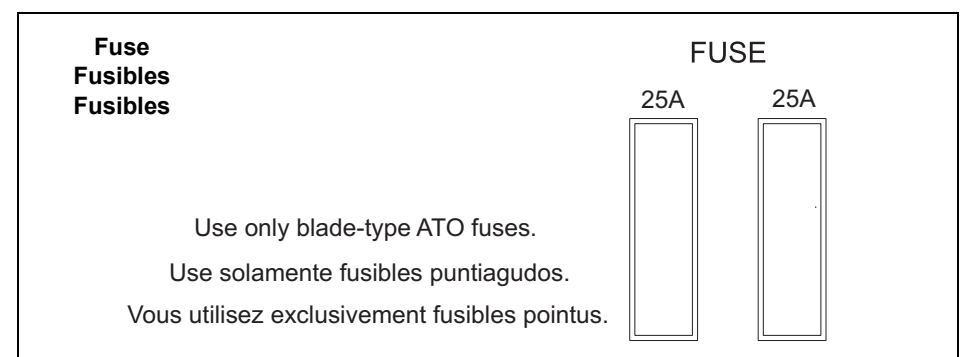 Fuse
Fusibles
Fusibles
FUSE
25A 25A
Use only blade-type ATO fuses.
Use solamente fusibles puntiagudos.
Vous utilisez exclusivement fusibles pointus.